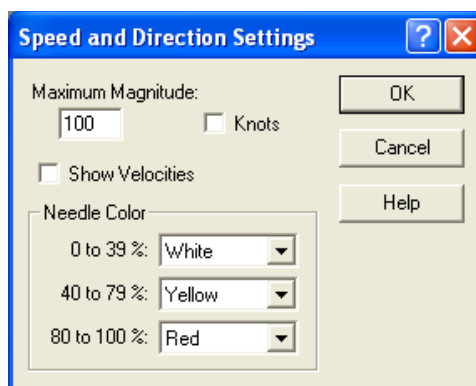 Speed and Direction Settings
Maximum Magnitude:
100
Knots
Show Velocities
OK
Cancel
Help
Needle Color
0 to 39 %: White
40 to 79 %: Yellow
80 to 100 %: Red